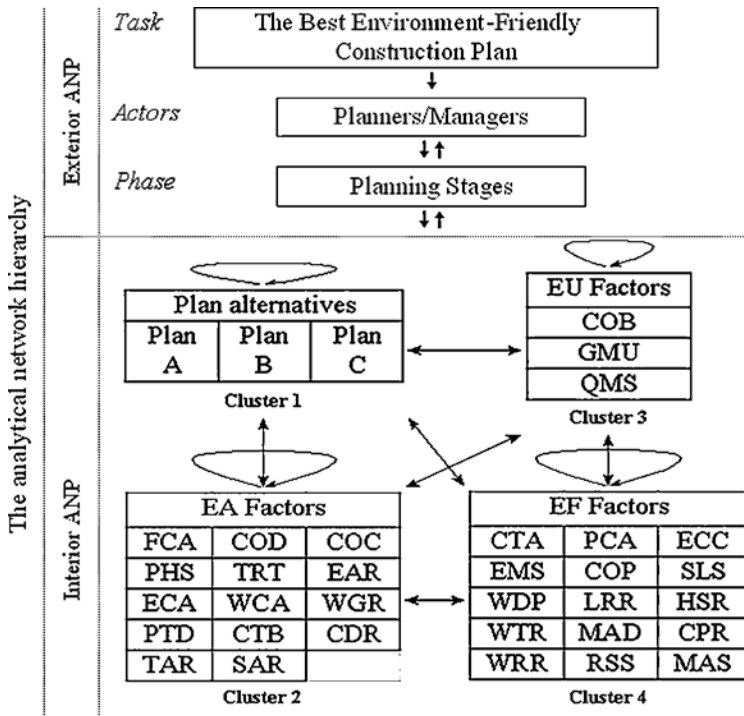 The analytical network hierarchy
Exterior ANP
Task
The Best Environment-Friendly
Construction Plan
Actors
Planners/Managers
Phase
Planning Stages
Interior ANP
Plan alternatives
Plan Plan Plan
A B C
Cluster 1
EU Factors
COB
GMU
QMS
Cluster 3
EA Factors
FCA COD COC
PHS TRT EAR
ECA WCA WGR
PTD CTB CDR
TAR SAR
Cluster 2
EF Factors
CTA PCA ECC
EMS COP SLS
WDP LRR HSR
WTR MAD CPR
WRR RSS MAS
Cluster 4